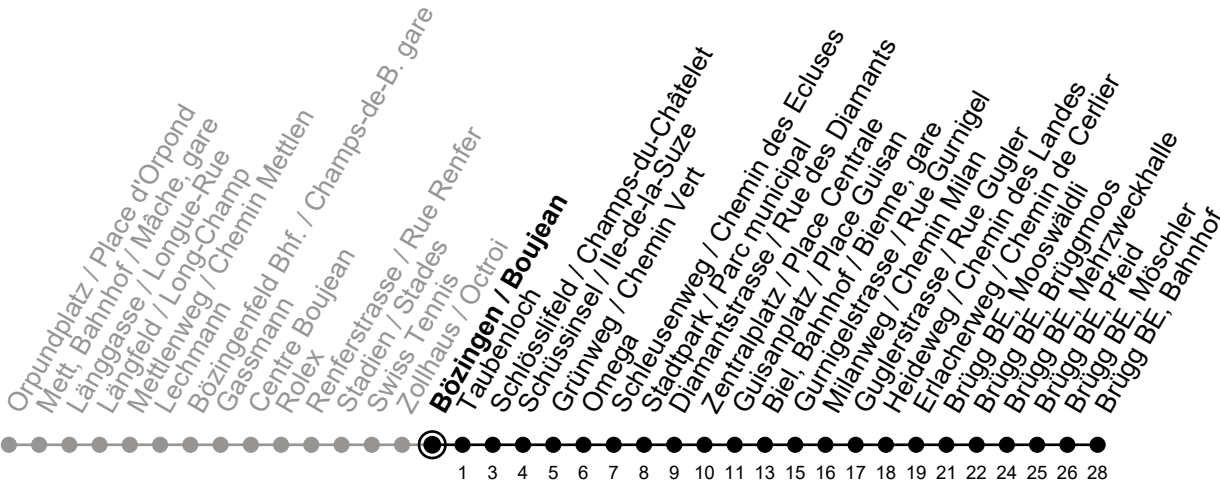 Orpundplatz / Place d'Orpond
Mett, Bahnhof / Mâche, gare
Länggasse / Longue-Rue
Längfeld / Long-Champ
Mettlenweg / Chemin Mettlen
Lechmann
Bözingenfeld Bhf. / Champs-de-B. gare
Gassmann
Centre Boujean
Rolex
Renferstrasse / Rue Renfer
Stadien / Stades
Swiss Tennis
Zollhaus / Octroi
Bözingen / Boujean
Taubenloch
Schlösslifeld / Champs-du-Châtelet
Schüssinsel / Ile-de-la-Suze
Grünweg / Chemin Vert
Omega
Schleusenweg / Chemin des Ecluses
Stadtpark / Parc municipal
Diamantstrasse / Rue des Diamants
Zentralplatz / Place Centrale
Guisanplatz / Place Guisan
Biel, Bahnhof / Bienne, gare
Gurnigelstrasse / Rue Gurnigel
Milanweg / Chemin Milan
Guglerstrasse / Rue Gugler
Heideweg / Chemin des Landes
Erlacherweg / Chemin de Cerlier
Brügg BE, Mooswäldli
Brügg BE, Brüggmoos
Brügg BE, Mehrzweckhalle
Brügg BE, Pfeid
Brügg BE, Möschler
Brügg BE, Bahnhof
1 3 4 5 6 7 8 9 10 11 13 15 16 17 18 19 21 22 24 25 26 28